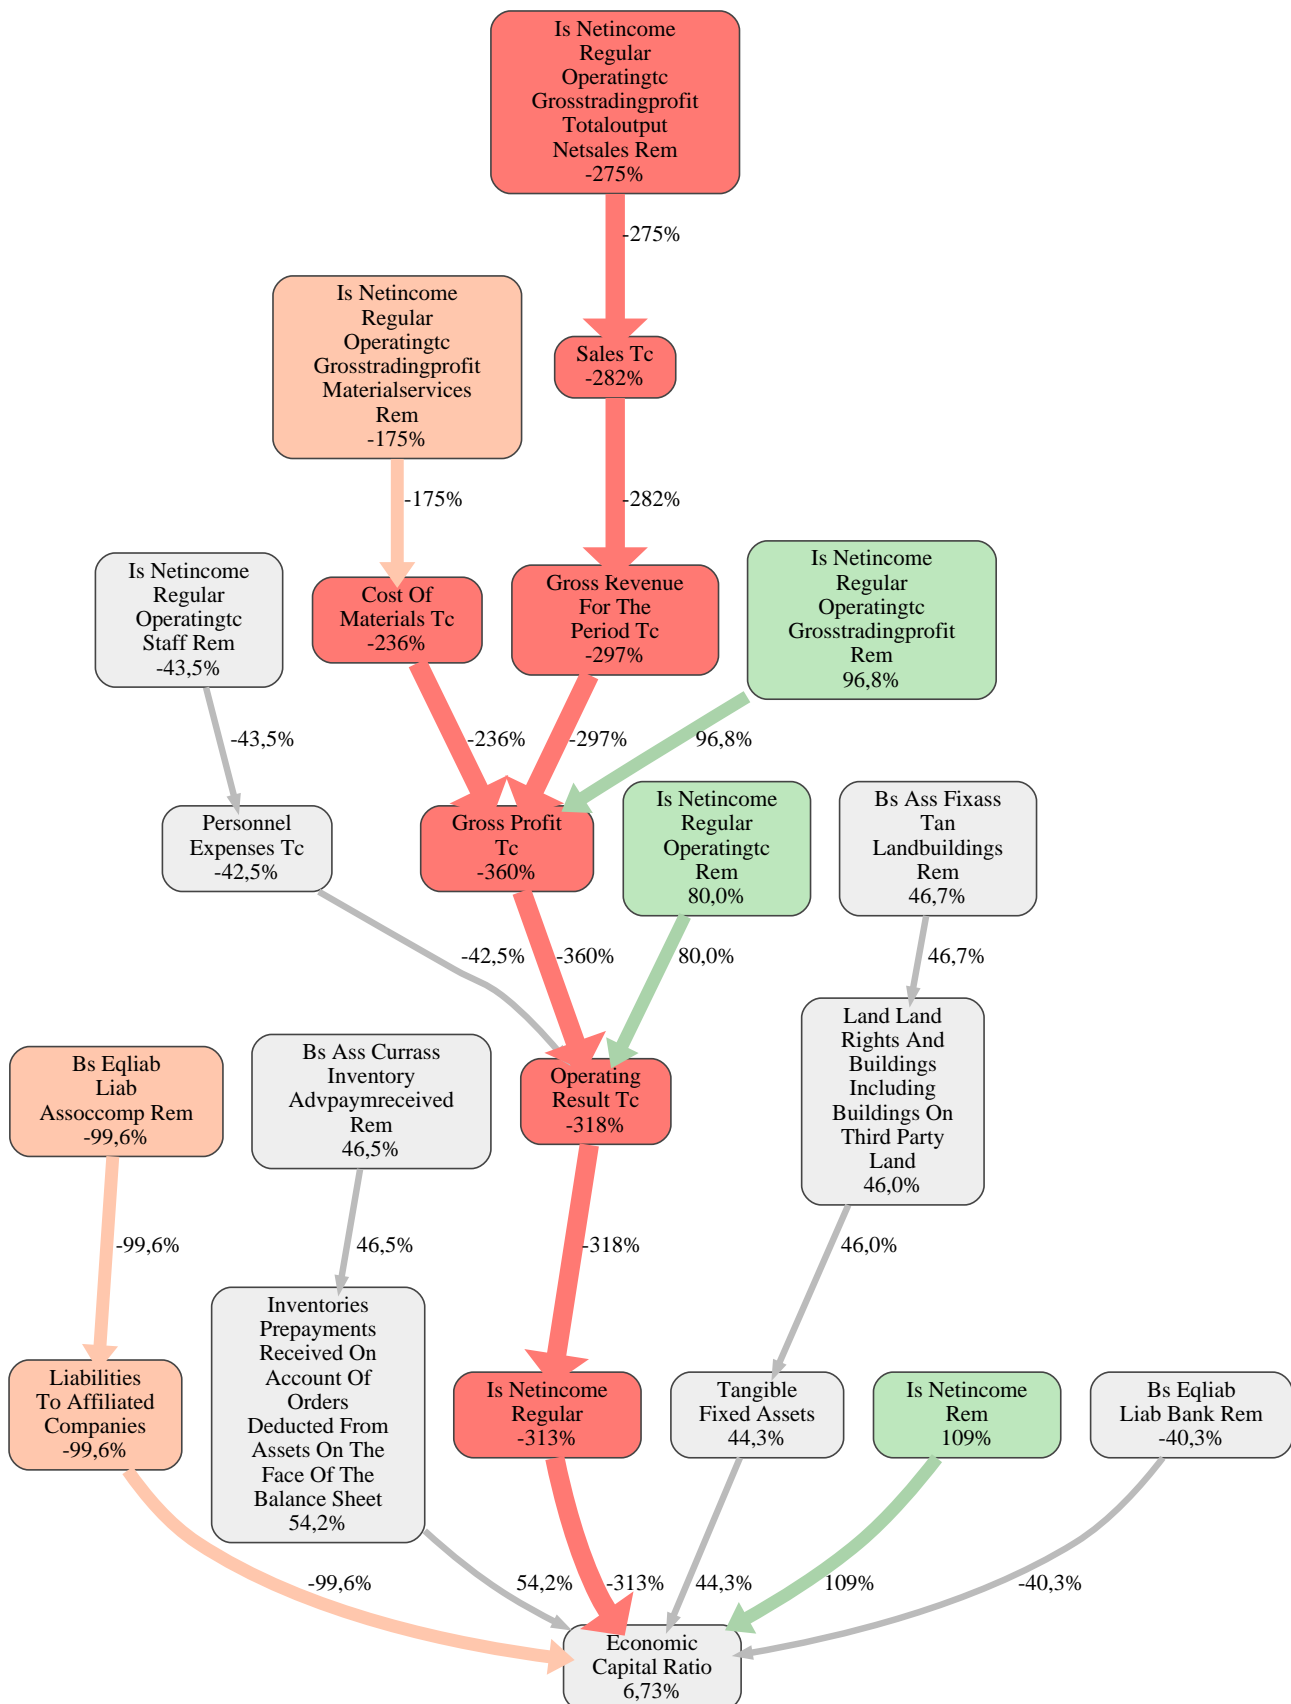 Is Netincome
Regular
Operatingtc
Grosstradingprofit
Totaloutput
Netsales Rem
-275%
-275%
Is Netincome
Regular
Operatingtc
Grosstradingprofit
Materialservices
Rem
-175%
Sales Tc
-282%
-175%
-282%
Is Netincome
Regular
Operatingtc
Staff Rem
-43,5%
Cost Of
Materials Tc
-236%
Gross Revenue
For The
Period Tc
-297%
Is Netincome
Regular
Operatingtc
Grosstradingprofit
Rem
96,8%
-43,5%
-236%
-297%
96,8%
Personnel
Expenses Tc
-42,5%
Gross Profit
Tc
-360%
Is Netincome
Regular
Operatingtc
Rem
80,0%
Bs Ass Fixass
Tan
Landbuildings
Rem
46,7%
-42,5%
-360%
80,0%
46,7%
Bs Eqliab
Liab
Assoccomp Rem
-99,6%
Bs Ass Currass
Inventory
Advpaymreceived
Rem
46,5%
Operating
Result Tc
-318%
Land Land
Rights And
Buildings
Including
Buildings On
Third Party
Land
46,0%
-99,6%
46,5%
-318%
46,0%
Liabilities
To Affiliated
Companies
-99,6%
Inventories
Prepayments
Received On
Account Of
Orders
Deducted From
Assets On The
Face Of The
Balance Sheet
54,2%
Is Netincome
Regular
-313%
Tangible
Fixed Assets
44,3%
Is Netincome
Rem
109%
Bs Eqliab
Liab Bank Rem
-40,3%
-99,6%
54,2%
-313%
44,3%
109%
-40,3%
Economic
Capital Ratio
6,73%